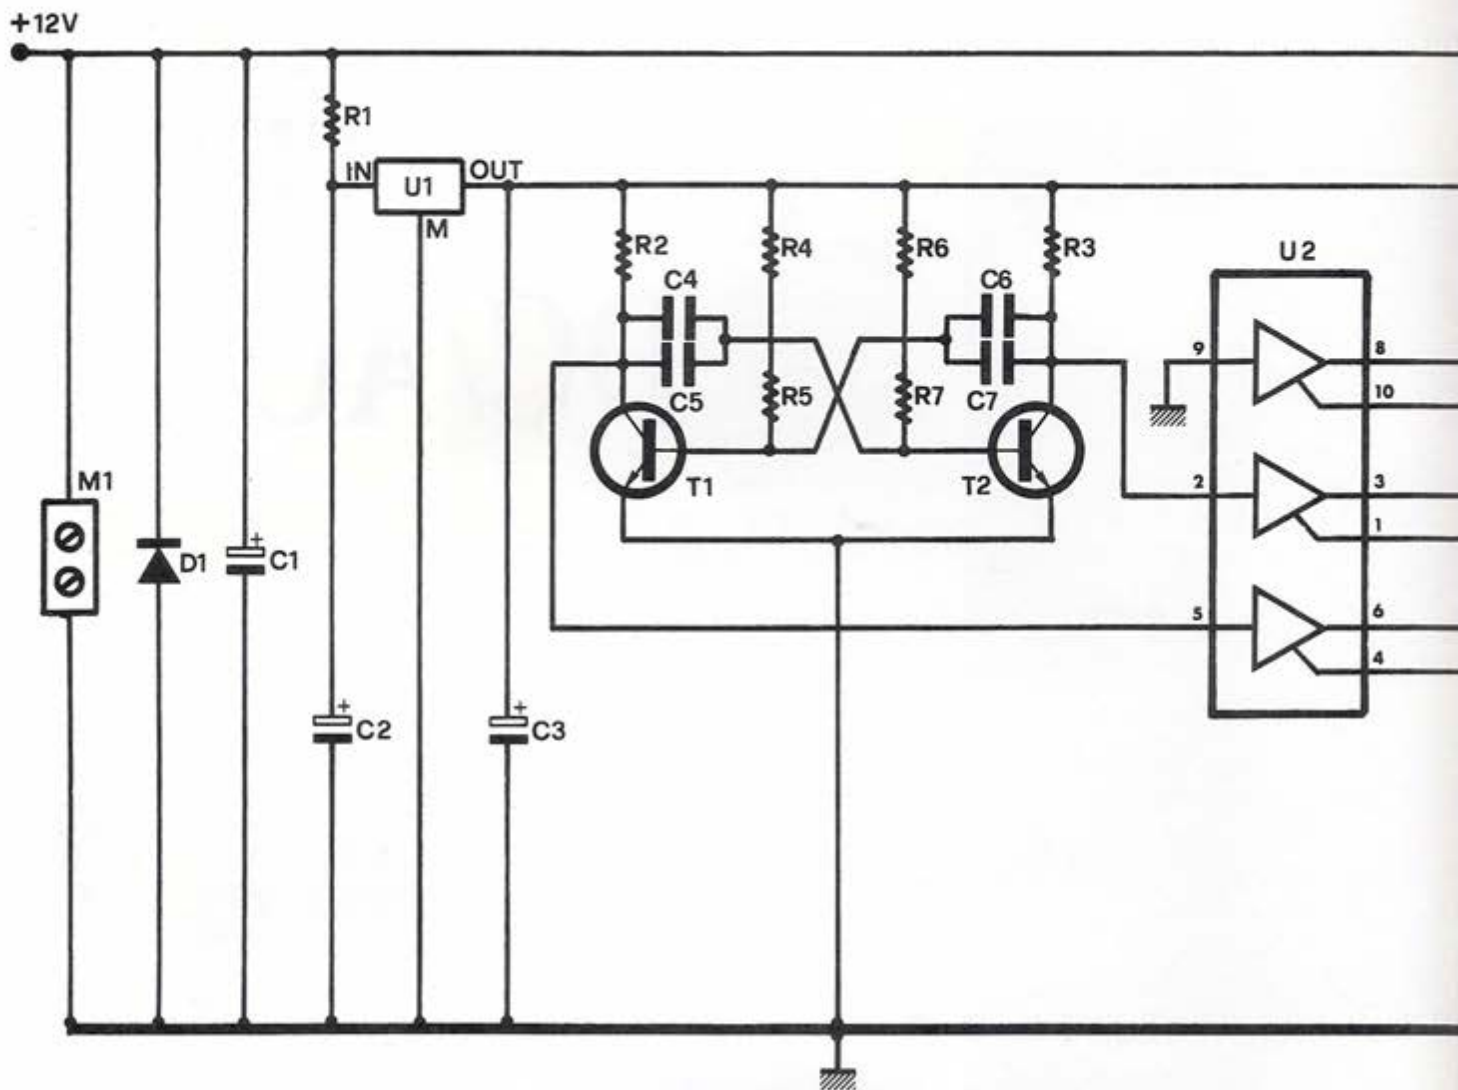 +12V
R1
IN U1 OUT
M
R2 R4 R6 R3
U2
C4 C6
9 8
C5 R5 R7 C7 10
M1 T1 T2 2 3
1
+ +
D1 C1
5 6
4
+ +
C2 C3